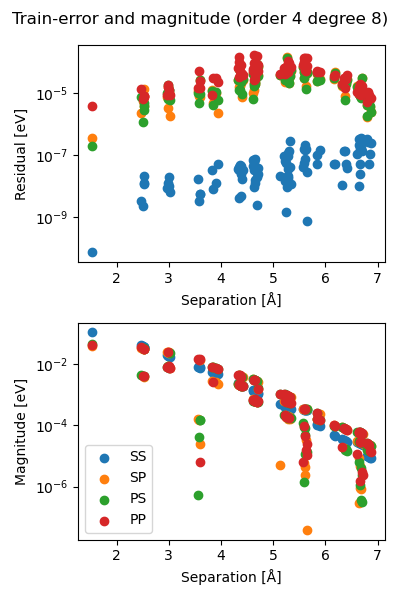 Train-error and magnitude (order 4 degree 8)
Residual [eV]
10⁻⁵
10⁻⁷
10⁻⁹
2 3 4 5 6 7
Separation [Å]
Magnitude [eV]
10⁻²
10⁻⁴
10⁻⁶
SS
SP
PS
PP
2 3 4 5 6 7
Separation [Å]